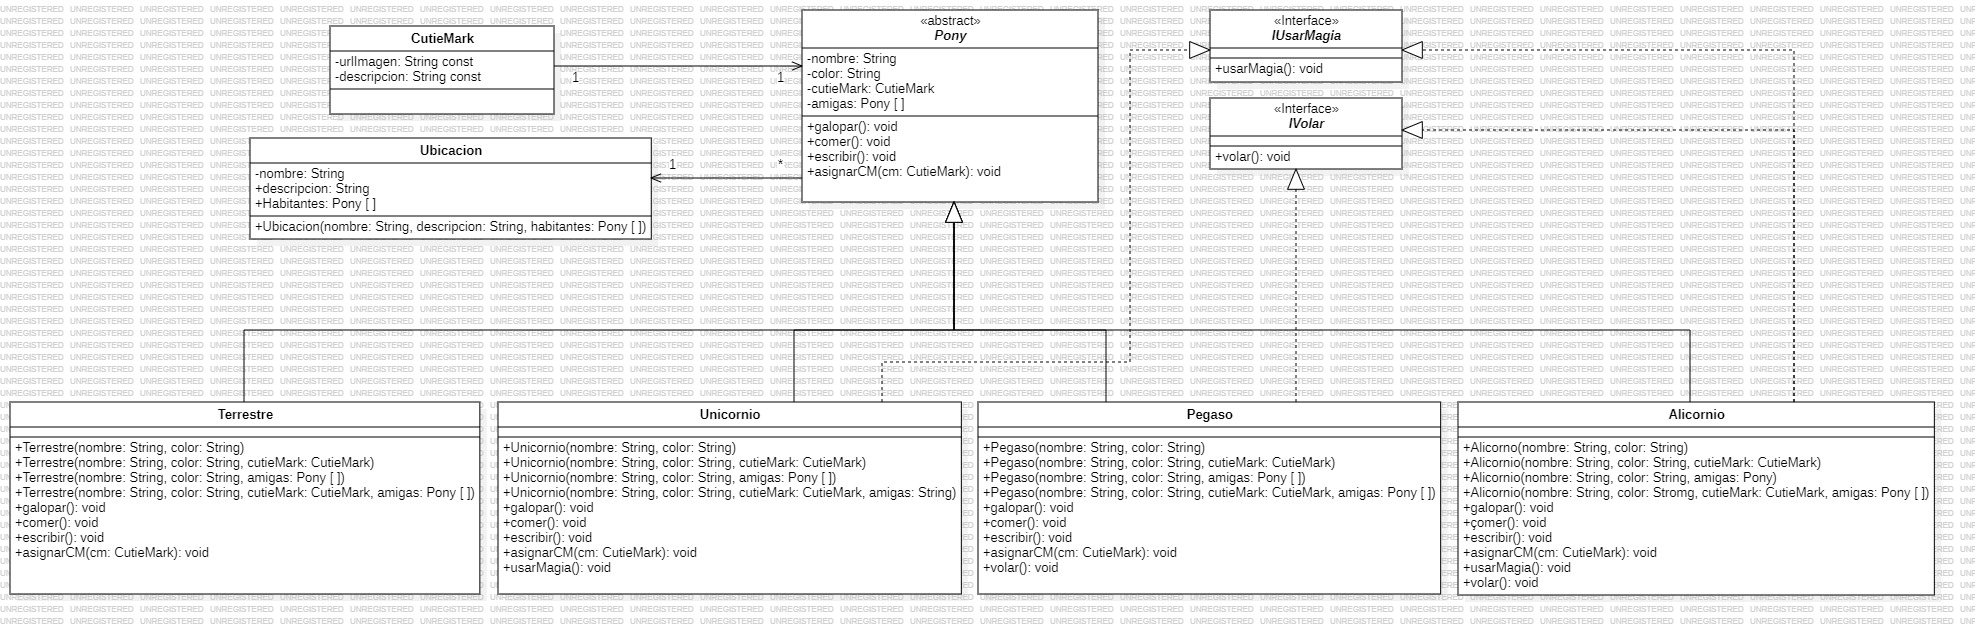 CutieMark
-urlImagen: String const
-descripcion: String const
1
1
«abstract»
Pony
-nombre: String
-color: String
-cutieMark: CutieMark
-amigas: Pony [ ]
+galopar(): void
+comer(): void
+escribir(): void
+asignarCM(cm: CutieMark): void
«Interface»
IUsarMagia
+usarMagia(): void
«Interface»
IVolar
+volar(): void
Ubicacion
-nombre: String
+descripcion: String
+Habitantes: Pony [ ]
+Ubicacion(nombre: String, descripcion: String, habitantes: Pony [ ])
1
*
Terrestre
+Terrestre(nombre: String, color: String)
+Terrestre(nombre: String, color: String, cutieMark: CutieMark)
+Terrestre(nombre: String, color: String, amigas: Pony [ ])
+Terrestre(nombre: String, color: String, cutieMark: CutieMark, amigas: Pony [ ])
+galopar(): void
+comer(): void
+escribir(): void
+asignarCM(cm: CutieMark): void
Unicornio
+Unicornio(nombre: String, color: String)
+Unicornio(nombre: String, color: String, cutieMark: CutieMark)
+Unicornio(nombre: String, color: String, amigas: Pony [ ])
+Unicornio(nombre: String, color: String, cutieMark: CutieMark, amigas: String)
+galopar(): void
+comer(): void
+escribir(): void
+asignarCM(cm: CutieMark): void
+usarMagia(): void
Pegaso
+Pegaso(nombre: String, color: String)
+Pegaso(nombre: String, color: String, cutieMark: CutieMark)
+Pegaso(nombre: String, color: String, amigas: Pony [ ])
+Pegaso(nombre: String, color: String, cutieMark: CutieMark, amigas: Pony [ ])
+galopar(): void
+comer(): void
+escribir(): void
+asignarCM(cm: CutieMark): void
+volar(): void
Alicornio
+Alicorno(nombre: String, color: String)
+Alicornio(nombre: String, color: String, cutieMark: CutieMark)
+Alicornio(nombre: String, color: String, amigas: Pony)
+Alicornio(nombre: String, color: Stromg, cutieMark: CutieMark, amigas: Pony [ ])
+galopar(): void
+çomer(): void
+escribir(): void
+asignarCM(cm: CutieMark): void
+usarMagia(): void
+volar(): void
UNREGISTERED